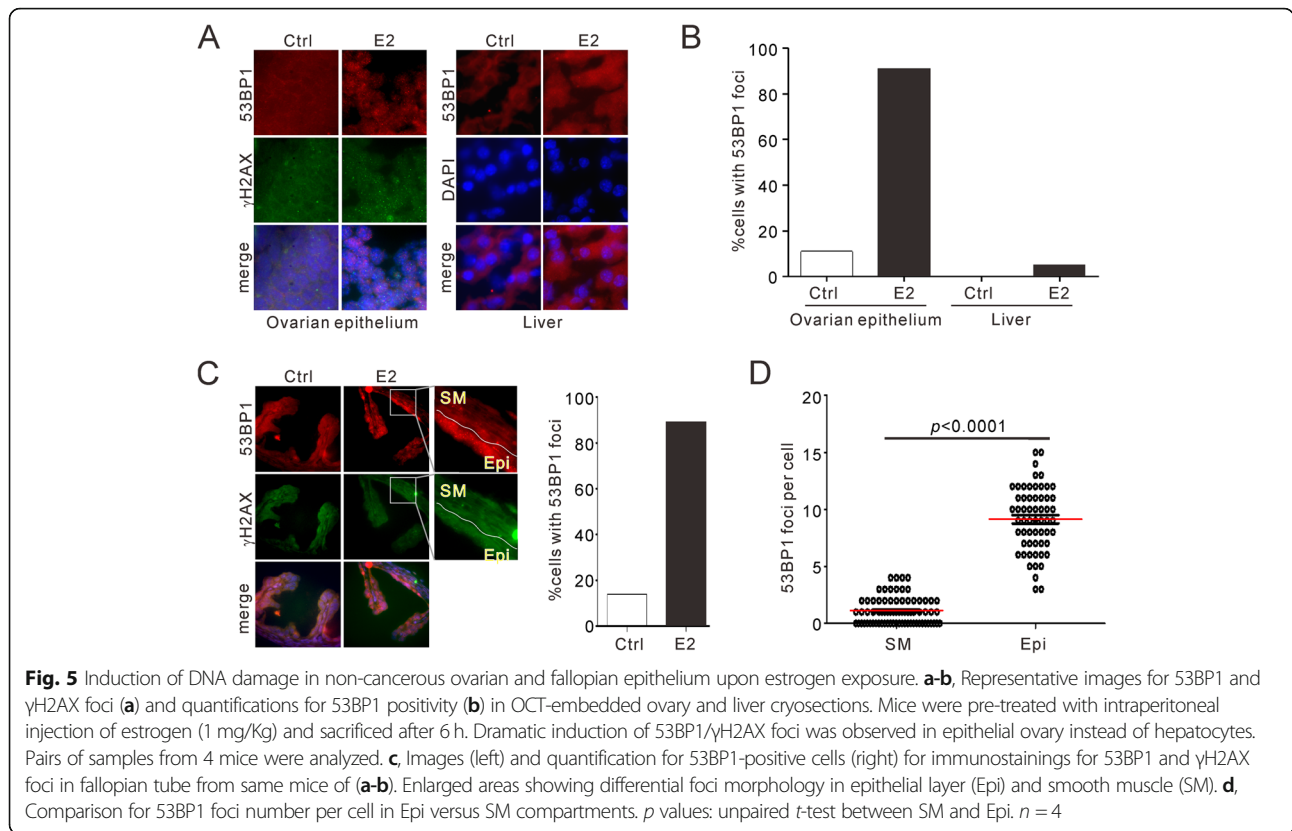 A
Ctrl E2 Ctrl E2
53BP1 53BP1
γH2AX DAPI
merge merge
Ovarian epithelium Liver
B
%cells with 53BP1 foci
100
80
60
40
20
0
Ctrl E2 Ctrl E2
Ovarian epithelium Liver
C
Ctrl E2
53BP1
SM
Epi
γH2AX
SM
Epi
merge
%cells with 53BP1 foci
100
80
60
40
20
0
Ctrl E2
D
53BP1 foci per cell
20
15
10
5
0
p<0.0001
SM Epi
Fig. 5 Induction of DNA damage in non-cancerous ovarian and fallopian epithelium upon estrogen exposure. a-b, Representative images for 53BP1 and
γH2AX foci (a) and quantifications for 53BP1 positivity (b) in OCT-embedded ovary and liver cryosections. Mice were pre-treated with intraperitoneal
injection of estrogen (1 mg/Kg) and sacrificed after 6 h. Dramatic induction of 53BP1/γH2AX foci was observed in epithelial ovary instead of hepatocytes.
Pairs of samples from 4 mice were analyzed. c, Images (left) and quantification for 53BP1-positive cells (right) for immunostainings for 53BP1 and γH2AX
foci in fallopian tube from same mice of (a-b). Enlarged areas showing differential foci morphology in epithelial layer (Epi) and smooth muscle (SM). d,
Comparison for 53BP1 foci number per cell in Epi versus SM compartments. p values: unpaired t-test between SM and Epi. n = 4